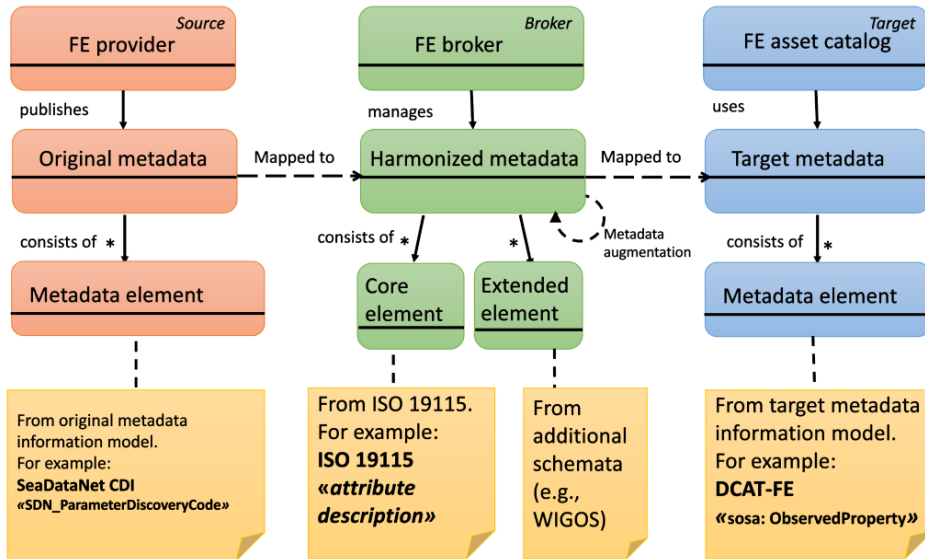 Source
FE provider
Broker
FE broker
Target
FE asset catalog
publishes
manages
uses
Original metadata
Mapped to
Harmonized metadata
Mapped to
Target metadata
consists of *
consists of *
*
Metadata
augmentation
consists of *
Metadata element
Core
element
Extended
element
Metadata element
From original metadata
information model.
For example:
SeaDataNet CDI
«SDN_ParameterDiscoveryCode»
From ISO 19115.
For example:
ISO 19115
«attribute
description»
From
additional
schemata
(e.g.,
WIGOS)
From target metadata
information model.
For example:
DCAT-FE
«sosa: ObservedProperty»